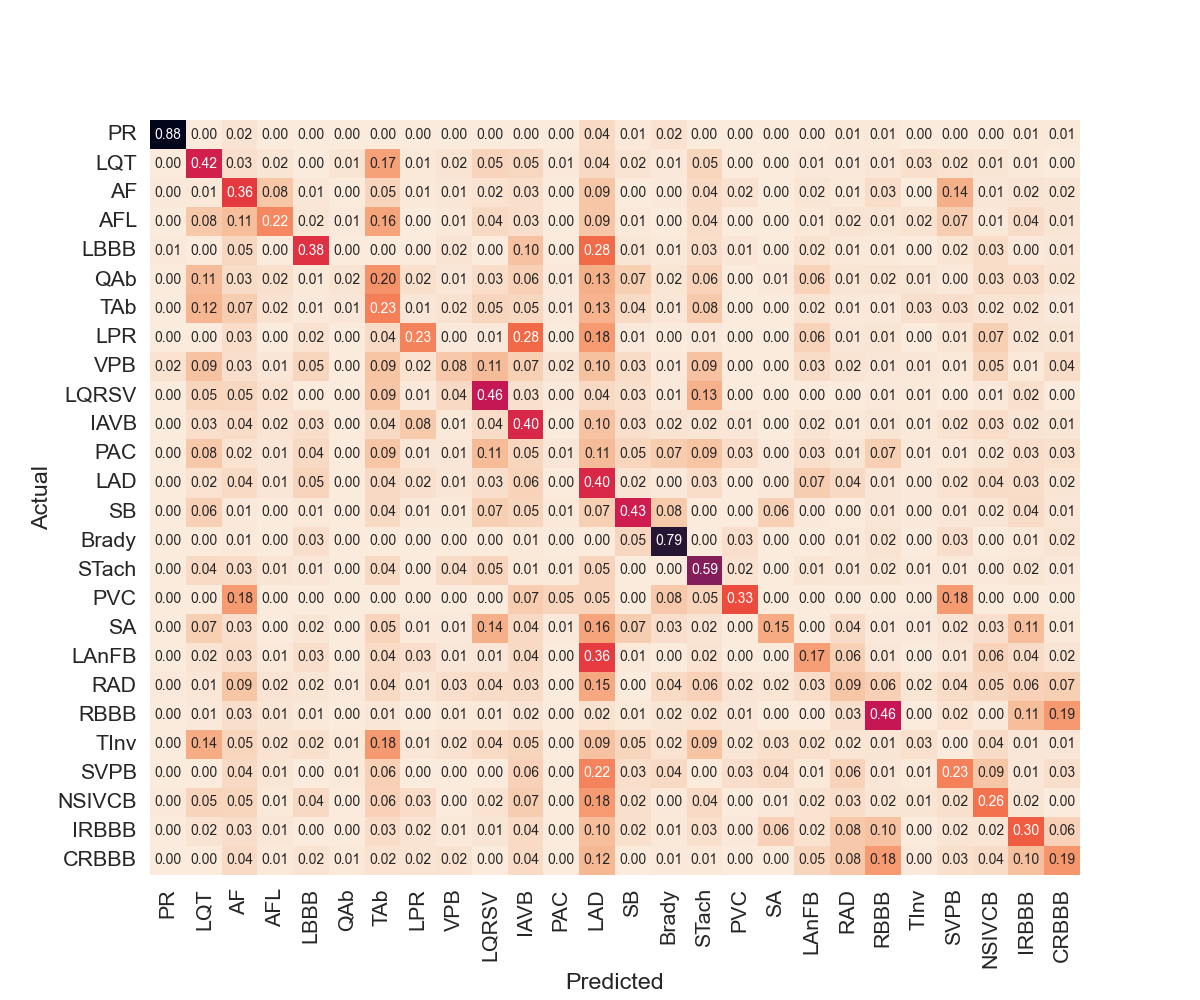 PR 0.88 0.00 0.02 0.00 0.00 0.00 0.00 0.00 0.00 0.00 0.00 0.00 0.04 0.01 0.02 0.00 0.00 0.00 0.00 0.01 0.01 0.00 0.00 0.00 0.01 0.01
LQT 0.00 0.42 0.03 0.02 0.00 0.01 0.17 0.01 0.02 0.05 0.05 0.01 0.04 0.02 0.01 0.05 0.01 0.00 0.01 0.00 0.00 0.03 0.02 0.01 0.01 0.00
AF 0.00 0.01 0.36 0.08 0.01 0.00 0.05 0.01 0.01 0.02 0.03 0.00 0.09 0.00 0.00 0.04 0.02 0.00 0.02 0.01 0.03 0.00 0.14 0.01 0.02 0.02
AFL 0.00 0.08 0.11 0.22 0.02 0.01 0.16 0.00 0.01 0.04 0.03 0.00 0.09 0.01 0.00 0.04 0.00 0.00 0.01 0.02 0.01 0.02 0.07 0.01 0.04 0.01
LBBB 0.01 0.00 0.05 0.00 0.38 0.00 0.00 0.00 0.02 0.00 0.10 0.00 0.28 0.01 0.01 0.03 0.01 0.00 0.02 0.01 0.01 0.00 0.02 0.03 0.00 0.01
QAb 0.00 0.11 0.03 0.02 0.01 0.02 0.20 0.02 0.01 0.03 0.06 0.01 0.13 0.07 0.02 0.06 0.00 0.01 0.06 0.01 0.02 0.01 0.00 0.03 0.03 0.02
TAb 0.00 0.12 0.07 0.02 0.01 0.01 0.23 0.01 0.02 0.05 0.05 0.01 0.13 0.04 0.01 0.08 0.00 0.01 0.02 0.01 0.01 0.03 0.03 0.02 0.02 0.01
LPR 0.00 0.00 0.03 0.00 0.02 0.00 0.04 0.23 0.00 0.01 0.28 0.00 0.18 0.01 0.00 0.01 0.00 0.00 0.06 0.01 0.01 0.00 0.01 0.07 0.02 0.01
VPB 0.02 0.09 0.03 0.01 0.05 0.00 0.09 0.02 0.08 0.11 0.07 0.02 0.10 0.03 0.01 0.09 0.00 0.00 0.03 0.02 0.01 0.01 0.01 0.05 0.01 0.04
LQRSV 0.00 0.05 0.05 0.02 0.00 0.00 0.09 0.01 0.04 0.46 0.03 0.00 0.04 0.03 0.01 0.13 0.00 0.00 0.00 0.00 0.00 0.00 0.01 0.01 0.02 0.00
IAVB 0.00 0.03 0.04 0.02 0.03 0.00 0.04 0.08 0.01 0.04 0.40 0.00 0.10 0.03 0.02 0.02 0.01 0.00 0.02 0.01 0.01 0.01 0.02 0.03 0.02 0.01
PAC 0.00 0.08 0.02 0.01 0.04 0.00 0.09 0.01 0.01 0.11 0.05 0.01 0.11 0.05 0.07 0.09 0.03 0.00 0.03 0.01 0.07 0.01 0.01 0.02 0.03 0.03
LAD 0.00 0.02 0.04 0.01 0.05 0.00 0.04 0.02 0.01 0.03 0.06 0.00 0.40 0.02 0.00 0.03 0.00 0.00 0.07 0.04 0.01 0.00 0.02 0.04 0.03 0.02
SB 0.00 0.06 0.01 0.00 0.01 0.00 0.04 0.01 0.01 0.07 0.05 0.01 0.07 0.43 0.08 0.00 0.00 0.06 0.00 0.00 0.01 0.00 0.01 0.02 0.04 0.01
Brady 0.00 0.00 0.01 0.00 0.03 0.00 0.00 0.00 0.00 0.00 0.01 0.00 0.00 0.05 0.79 0.00 0.03 0.00 0.00 0.01 0.02 0.00 0.03 0.00 0.01 0.02
STach 0.00 0.04 0.03 0.01 0.01 0.00 0.04 0.00 0.04 0.05 0.01 0.01 0.05 0.00 0.00 0.59 0.02 0.00 0.01 0.01 0.02 0.01 0.01 0.00 0.02 0.01
PVC 0.00 0.00 0.18 0.00 0.00 0.00 0.00 0.00 0.00 0.00 0.07 0.05 0.05 0.00 0.08 0.05 0.33 0.00 0.00 0.00 0.00 0.00 0.18 0.00 0.00 0.00
SA 0.00 0.07 0.03 0.00 0.02 0.00 0.05 0.01 0.01 0.14 0.04 0.01 0.16 0.07 0.03 0.02 0.00 0.15 0.00 0.04 0.01 0.01 0.02 0.03 0.11 0.01
LAnFB 0.00 0.02 0.03 0.01 0.03 0.00 0.04 0.03 0.01 0.01 0.04 0.00 0.36 0.01 0.00 0.02 0.00 0.00 0.17 0.06 0.01 0.00 0.01 0.06 0.04 0.02
RAD 0.00 0.01 0.09 0.02 0.02 0.01 0.04 0.01 0.03 0.04 0.03 0.00 0.15 0.00 0.04 0.06 0.02 0.02 0.03 0.09 0.06 0.02 0.04 0.05 0.06 0.07
RBBB 0.00 0.01 0.03 0.01 0.01 0.00 0.01 0.00 0.01 0.01 0.02 0.00 0.02 0.01 0.02 0.02 0.01 0.00 0.00 0.03 0.46 0.00 0.02 0.00 0.11 0.19
TInv 0.00 0.14 0.05 0.02 0.02 0.01 0.18 0.01 0.02 0.04 0.05 0.00 0.09 0.05 0.02 0.09 0.02 0.03 0.02 0.02 0.01 0.03 0.00 0.04 0.01 0.01
SVPB 0.00 0.00 0.04 0.01 0.00 0.01 0.06 0.00 0.00 0.00 0.06 0.00 0.22 0.03 0.04 0.00 0.03 0.04 0.01 0.06 0.01 0.01 0.23 0.09 0.01 0.03
NSIVCB 0.00 0.05 0.05 0.01 0.04 0.00 0.06 0.03 0.00 0.02 0.07 0.00 0.18 0.02 0.00 0.04 0.00 0.01 0.02 0.03 0.02 0.01 0.02 0.26 0.02 0.00
IRBBB 0.00 0.02 0.03 0.01 0.00 0.00 0.03 0.02 0.01 0.01 0.04 0.00 0.10 0.02 0.01 0.03 0.00 0.06 0.02 0.08 0.10 0.00 0.02 0.02 0.30 0.06
CRBBB 0.00 0.00 0.04 0.01 0.02 0.01 0.02 0.02 0.02 0.00 0.04 0.00 0.12 0.00 0.01 0.01 0.00 0.00 0.05 0.08 0.18 0.00 0.03 0.04 0.10 0.19
Actual
PR LQT AF AFL LBBB QAb TAb LPR VPB LQRSV IAVB PAC LAD SB Brady STach PVC SA LAnFB RAD RBBB TInv SVPB NSIVCB IRBBB CRBBB
Predicted